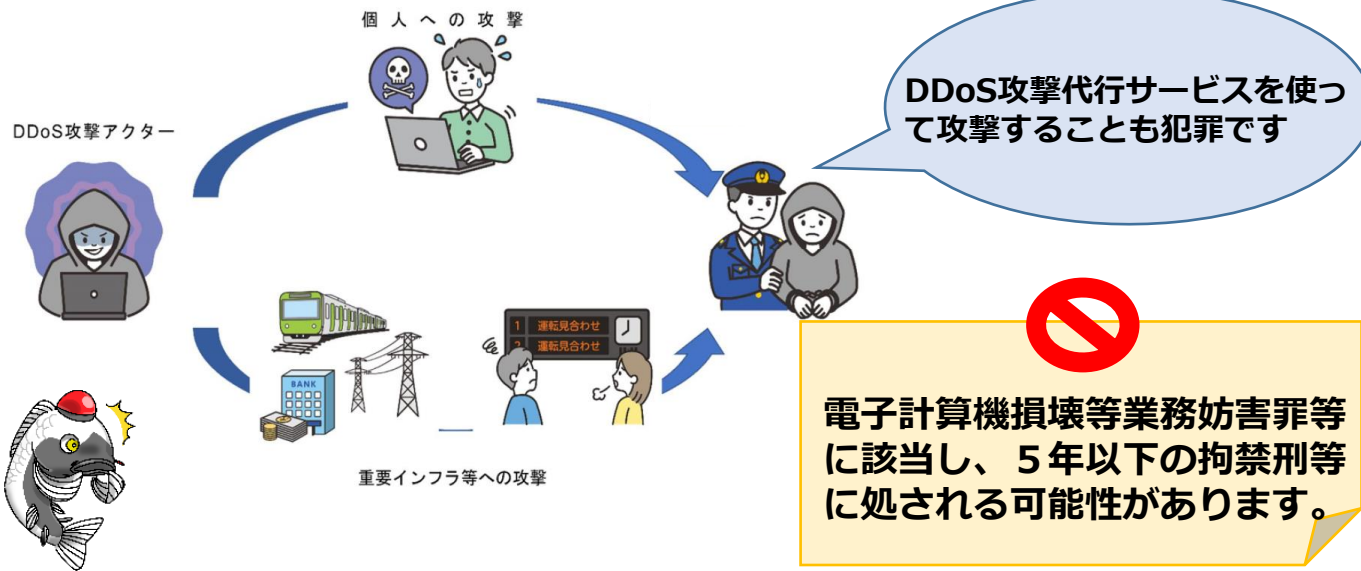 個人への攻撃
DDoS攻撃アクター
DDoS攻撃代行サービスを使っ
て攻撃することも犯罪です
1 運転見合わせ
2 運転見合わせ
BANK
重要インフラ等への攻撃
電子計算機損壊等業務妨害罪等
に該当し、５年以下の拘禁刑等
に処される可能性があります。